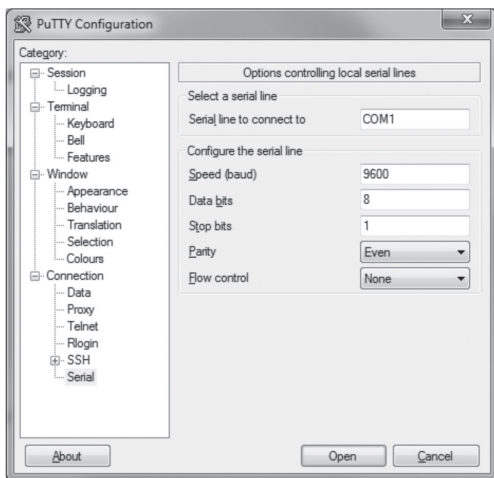 PuTTY Configuration
Category:
Session
Logging
Terminal
Keyboard
Bell
Features
Window
Appearance
Behaviour
Translation
Selection
Colours
Connection
Data
Proxy
Telnet
Rlogin
SSH
Serial
Options controlling local serial lines
Select a serial line
Serial line to connect to COM1
Configure the serial line
Speed (baud) 9600
Data bits 8
Stop bits 1
Parity Even
Flow control None
About Open Cancel